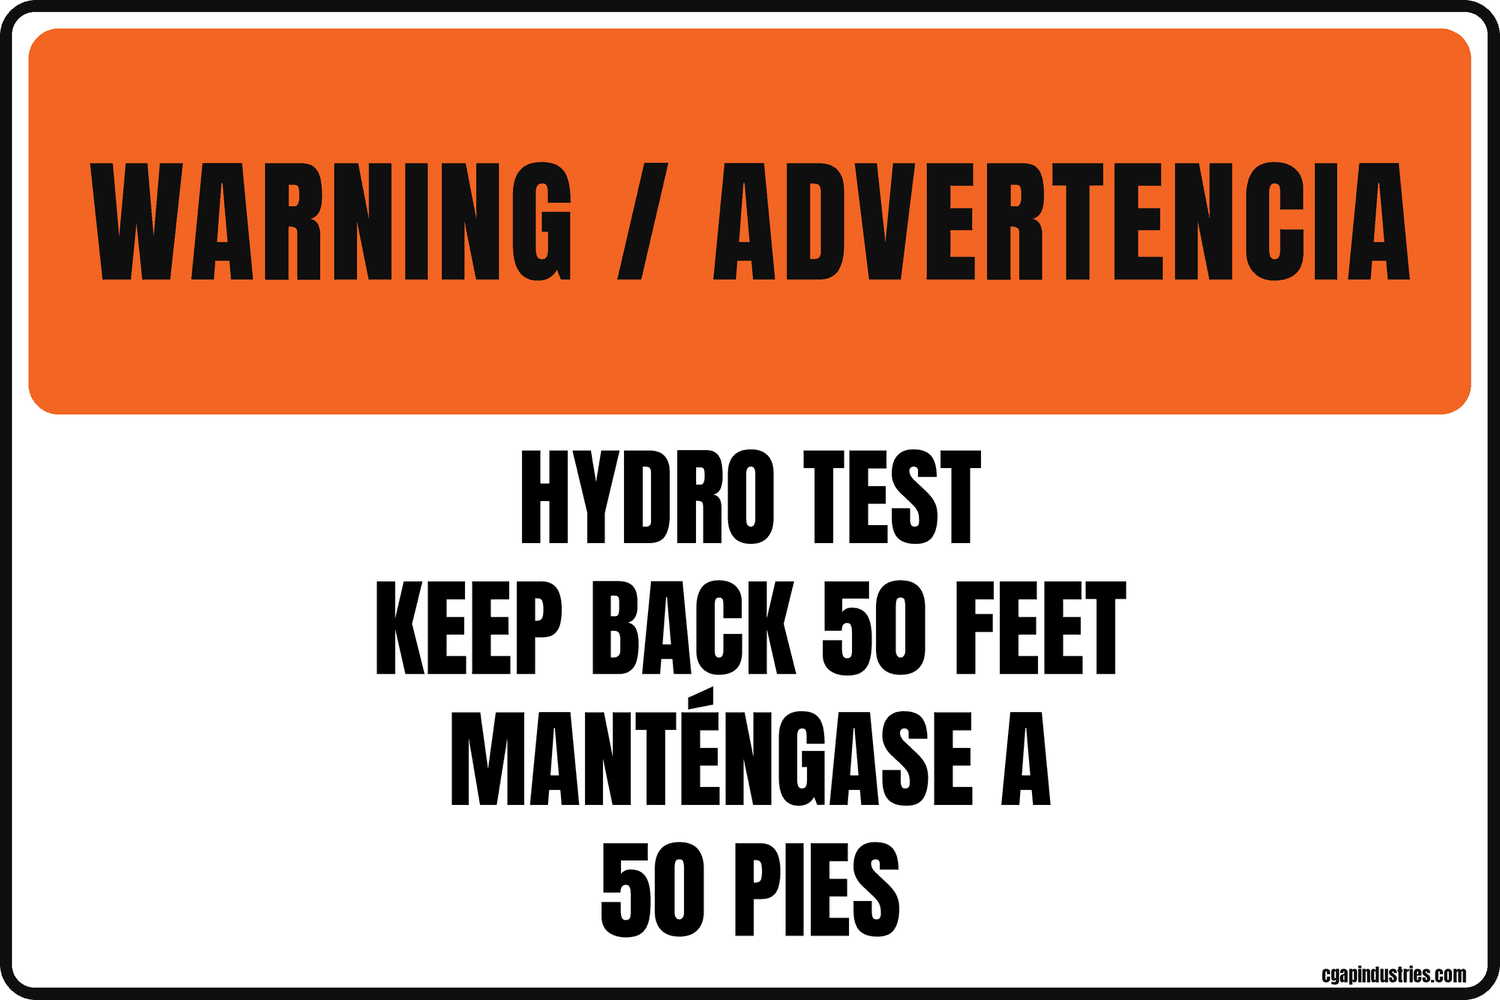 WARNING / ADVERTENCIA
HYDRO TEST
KEEP BACK 50 FEET
MANTÉNGASE A
50 PIES
cgapindustries.com